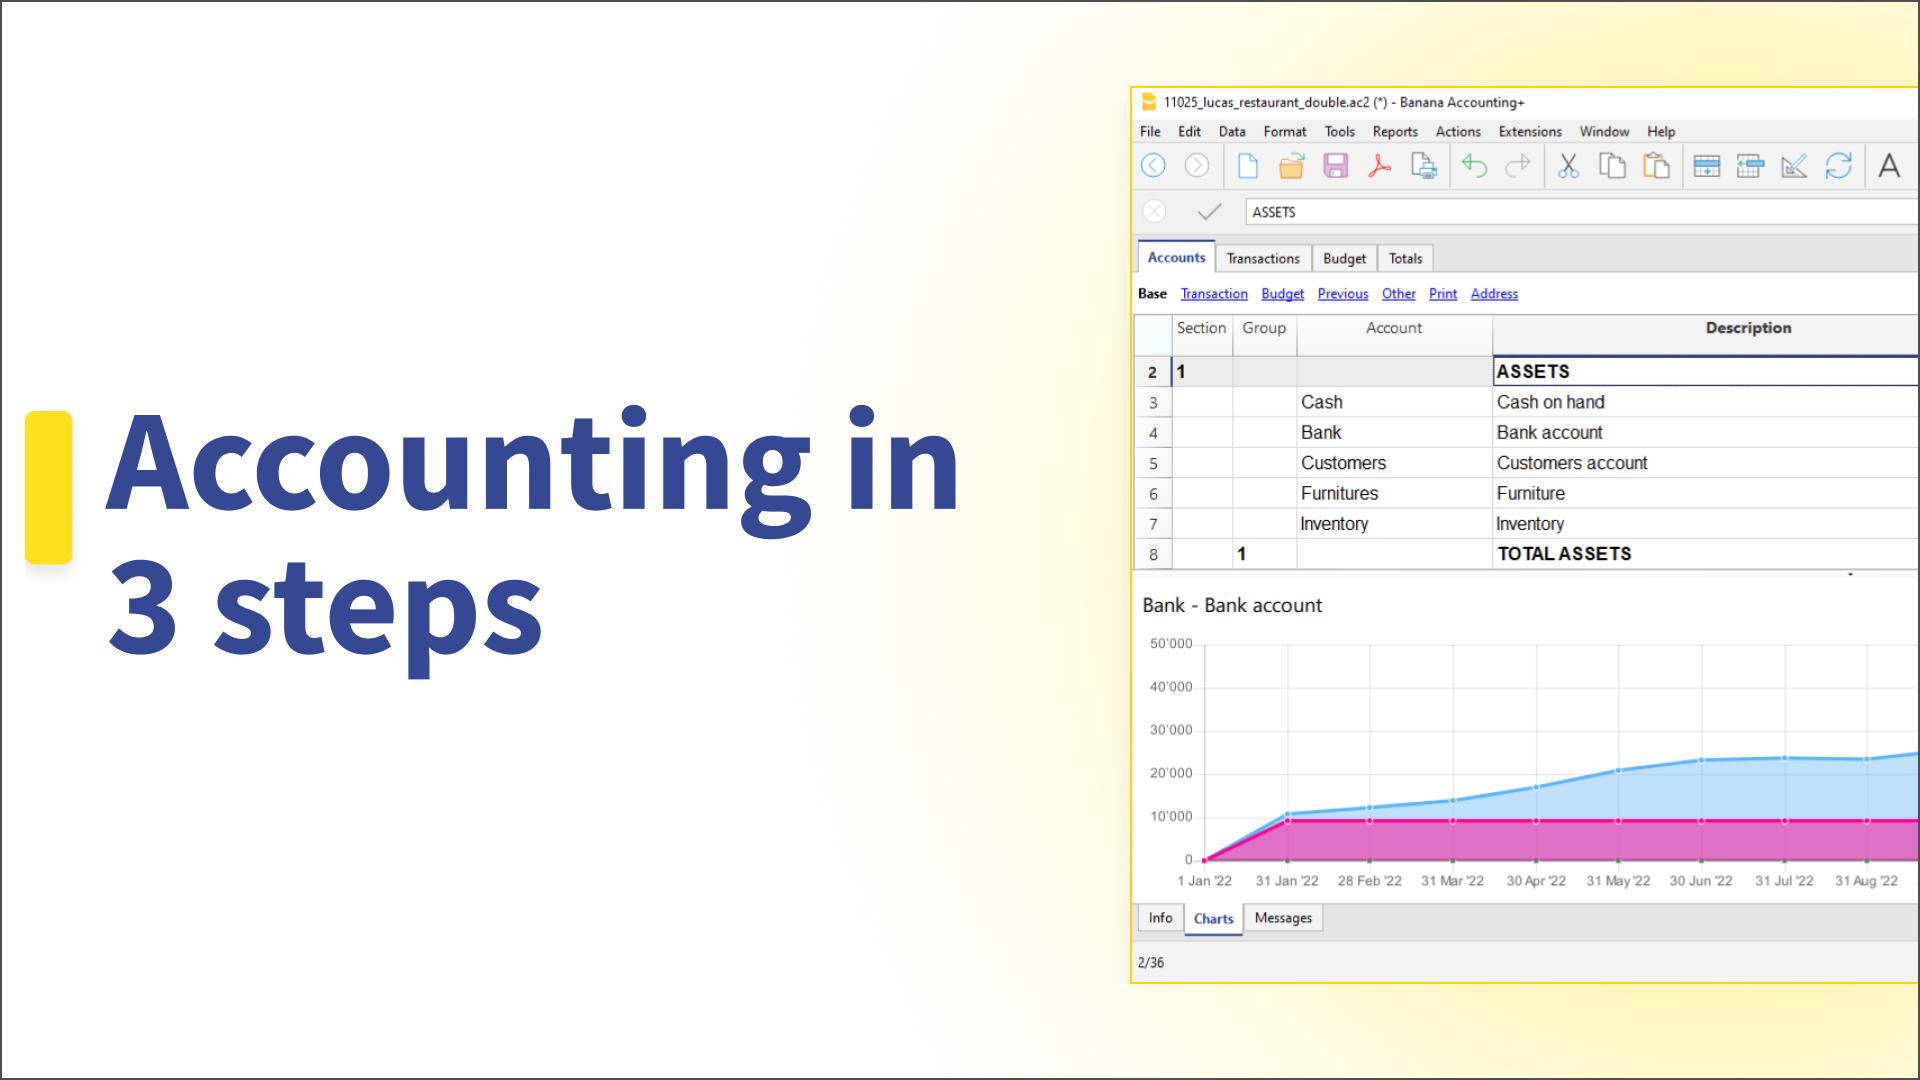 Accounting in
3 steps
11025_lucas_restaurant_double.ac2 (*) - Banana Accounting+
File Edit Data Format Tools Reports Actions Extensions Window Help
A
ASSETS
Accounts Transactions Budget Totals
Base Transaction Budget Previous Other Print Address
Section Group Account Description
2 1 ASSETS
3 Cash Cash on hand
4 Bank Bank account
5 Customers Customers account
6 Furnitures Furniture
7 Inventory Inventory
8 1 TOTAL ASSETS
Bank - Bank account
50'000
40'000
30'000
20'000
10'000
0
1 Jan '22 31 Jan '22 28 Feb '22 31 Mar '22 30 Apr '22 31 May '22 30 Jun '22 31 Jul '22 31 Aug '22
Info Charts Messages
2/36